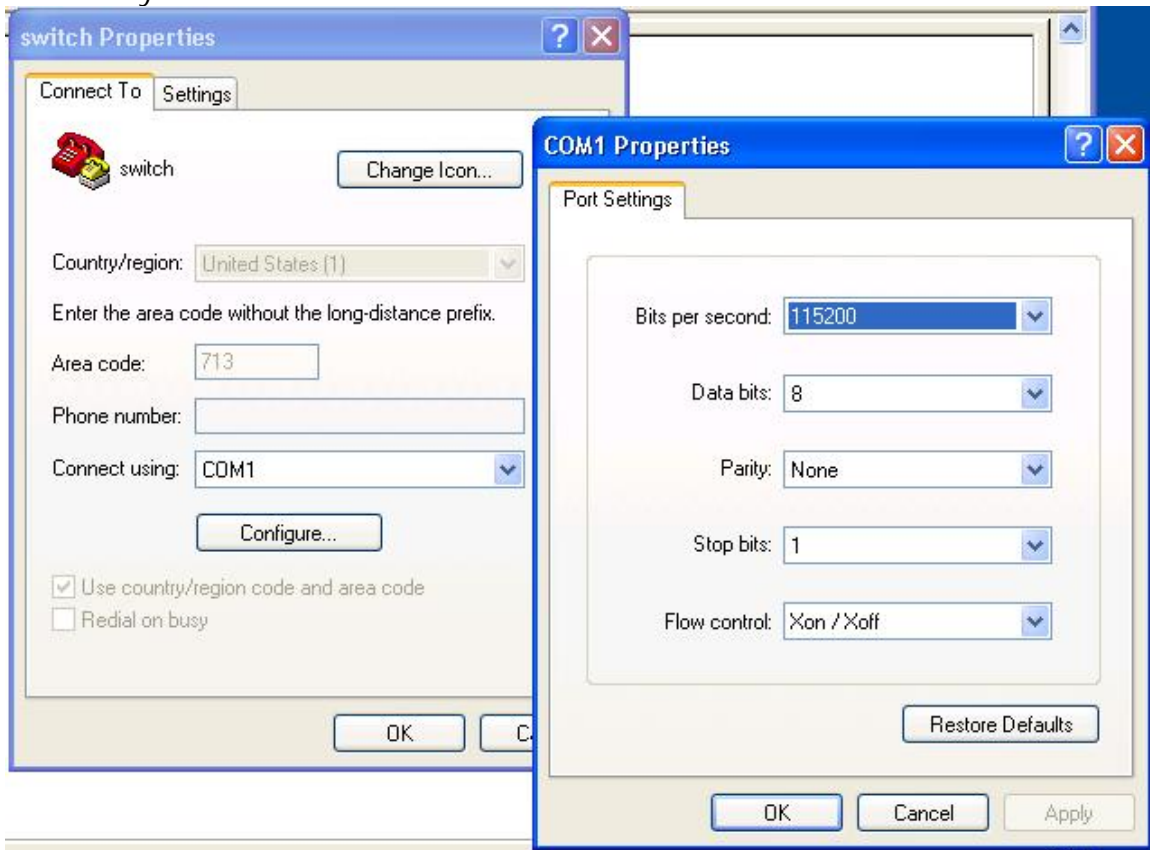 switch Properties
Connect To Settings
switch
Change Icon...
Country/region: United States (1)
Enter the area code without the long-distance prefix.
Area code: 713
Phone number:
Connect using: COM1
Configure...
Use country/region code and area code
Redial on busy
OK
COM1 Properties
Port Settings
Bits per second: 115200
Data bits: 8
Parity: None
Stop bits: 1
Flow control: Xon / Xoff
Restore Defaults
OK Cancel Apply